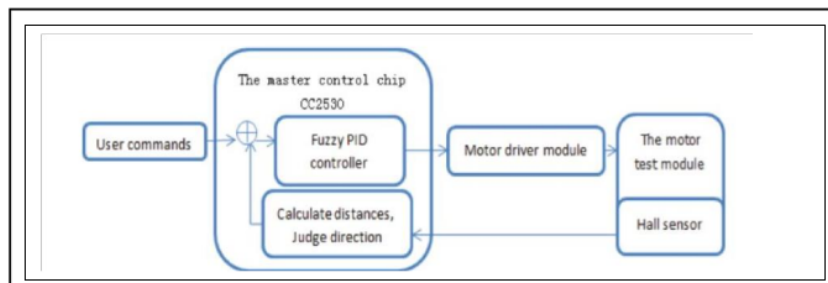 The master control chip
CC2530
User commands
Fuzzy PID
controller
Motor driver module
The motor
test module
Calculate distances,
Judge direction
Hall sensor